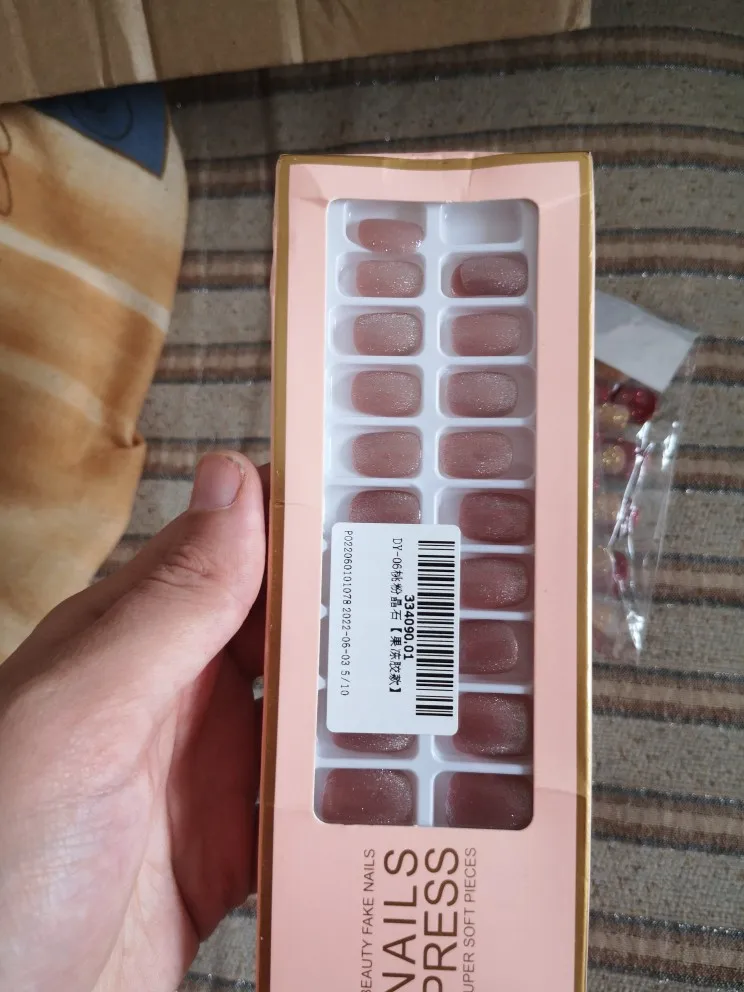 334090.01
DY-06桃粉晶石【果冻胶款】
P0220601010782022-06-03 5/10
BEAUTY FAKE NAILS
NAILS
PRESS
SUPER SOFT PIECES